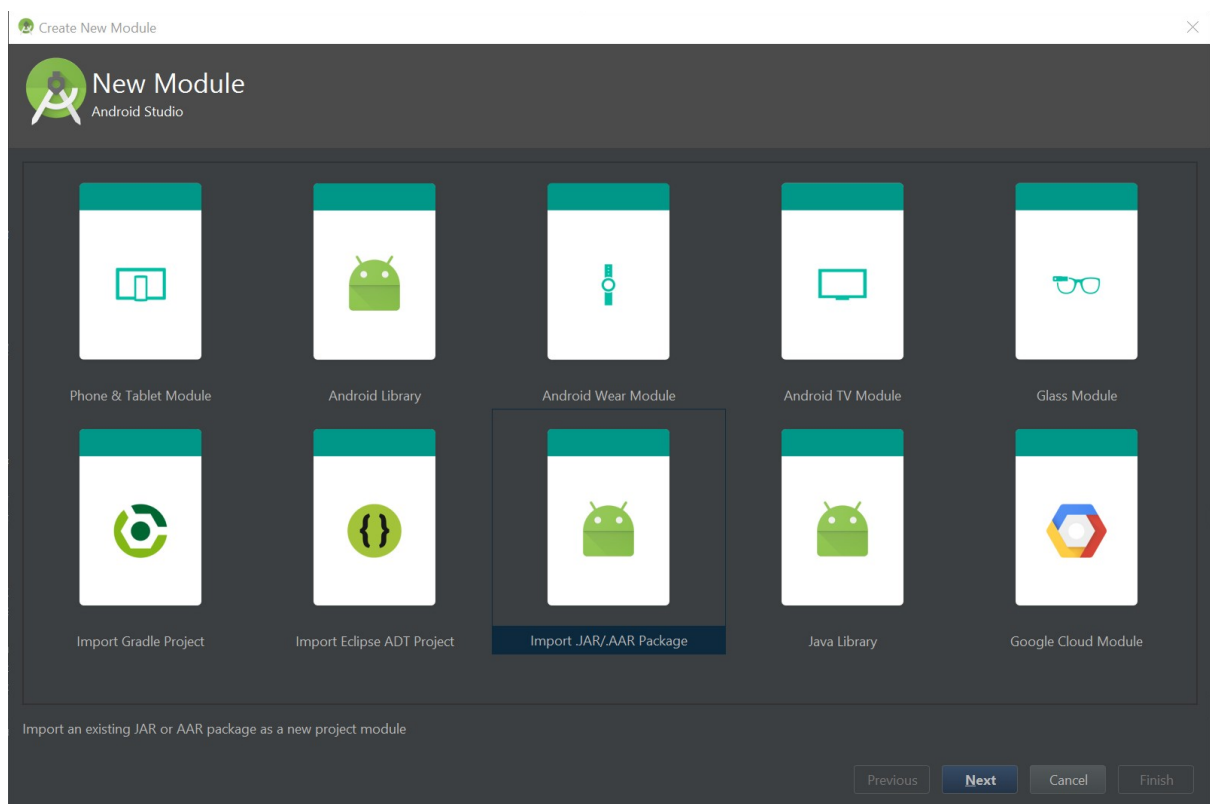 Create New Module
New Module
Android Studio
Phone & Tablet Module
Android Library
Android Wear Module
Android TV Module
Glass Module
Import Gradle Project
Import Eclipse ADT Project
Import .JAR/.AAR Package
Java Library
Google Cloud Module
Import an existing JAR or AAR package as a new project module
Previous
Next
Cancel
Finish